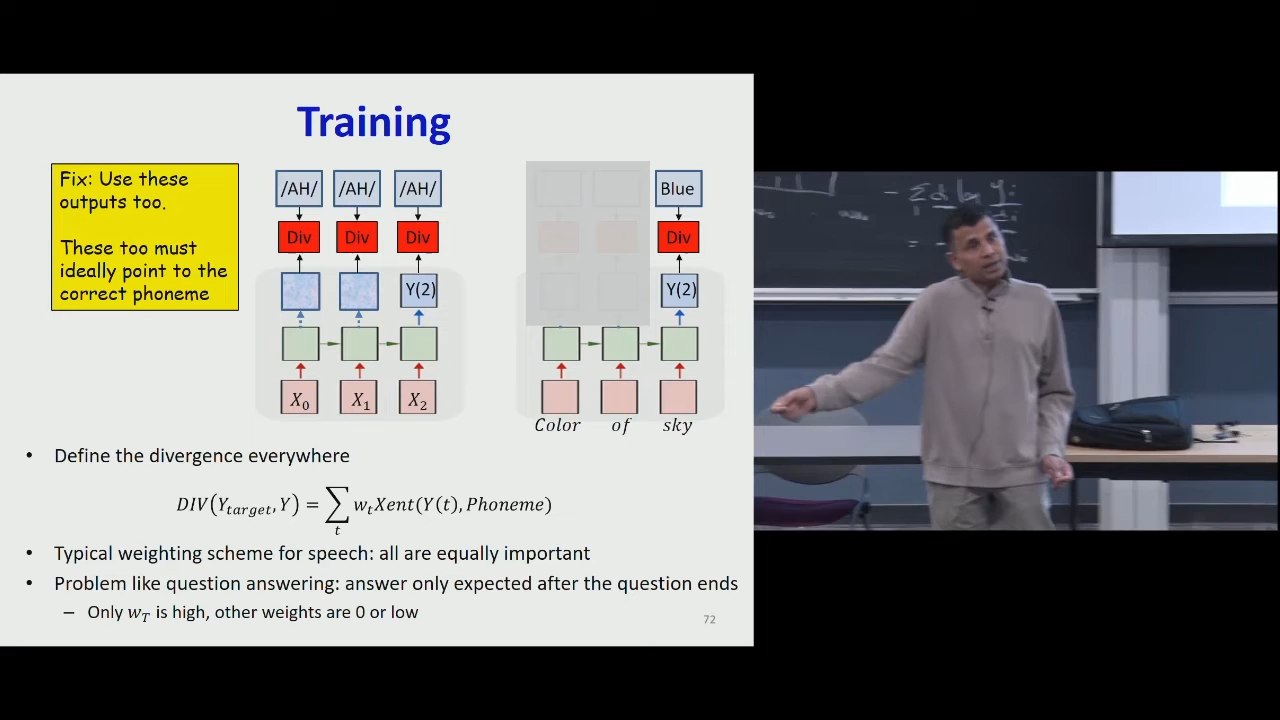 Training
Fix: Use these
outputs too.
These too must
ideally point to the
correct phoneme
/AH/ /AH/ /AH/
Div Div Div
Y(2)
X₀ X₁ X₂
Blue
Div
Y(2)
Color of sky
• Define the divergence everywhere
DIV(Y_target, Y) = ∑_t w_t Xent(Y(t), Phoneme)
• Typical weighting scheme for speech: all are equally important
• Problem like question answering: answer only expected after the question ends
– Only w_T is high, other weights are 0 or low
72